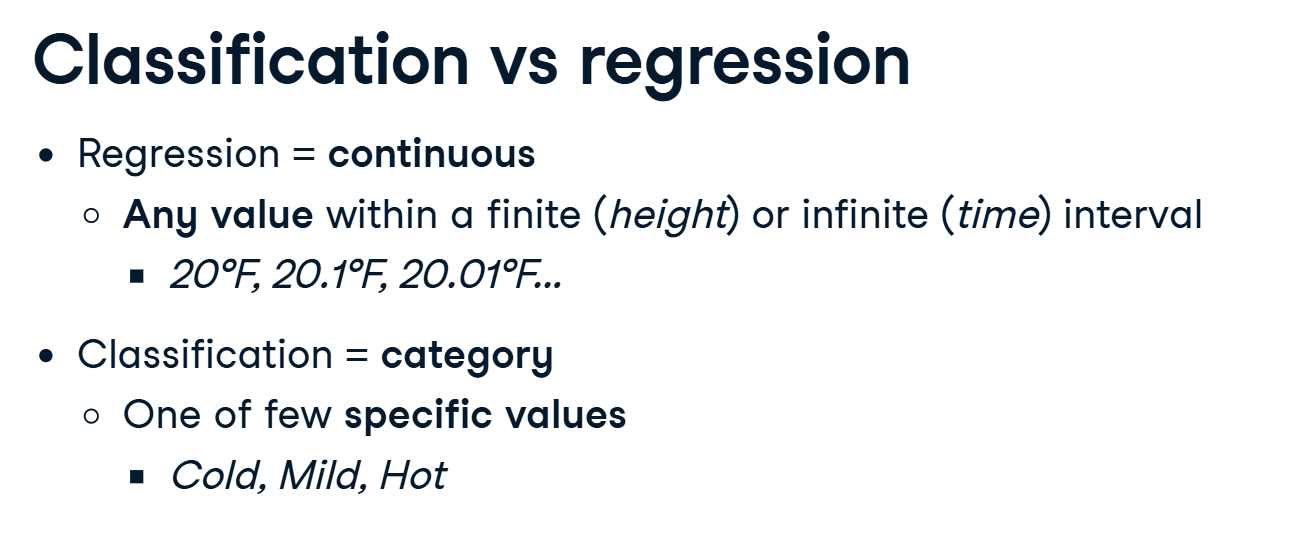 Classification vs regression
• Regression = continuous
○ Any value within a finite (height) or infinite (time) interval
▪ 20°F, 20.1°F, 20.01°F...
• Classification = category
○ One of few specific values
▪ Cold, Mild, Hot